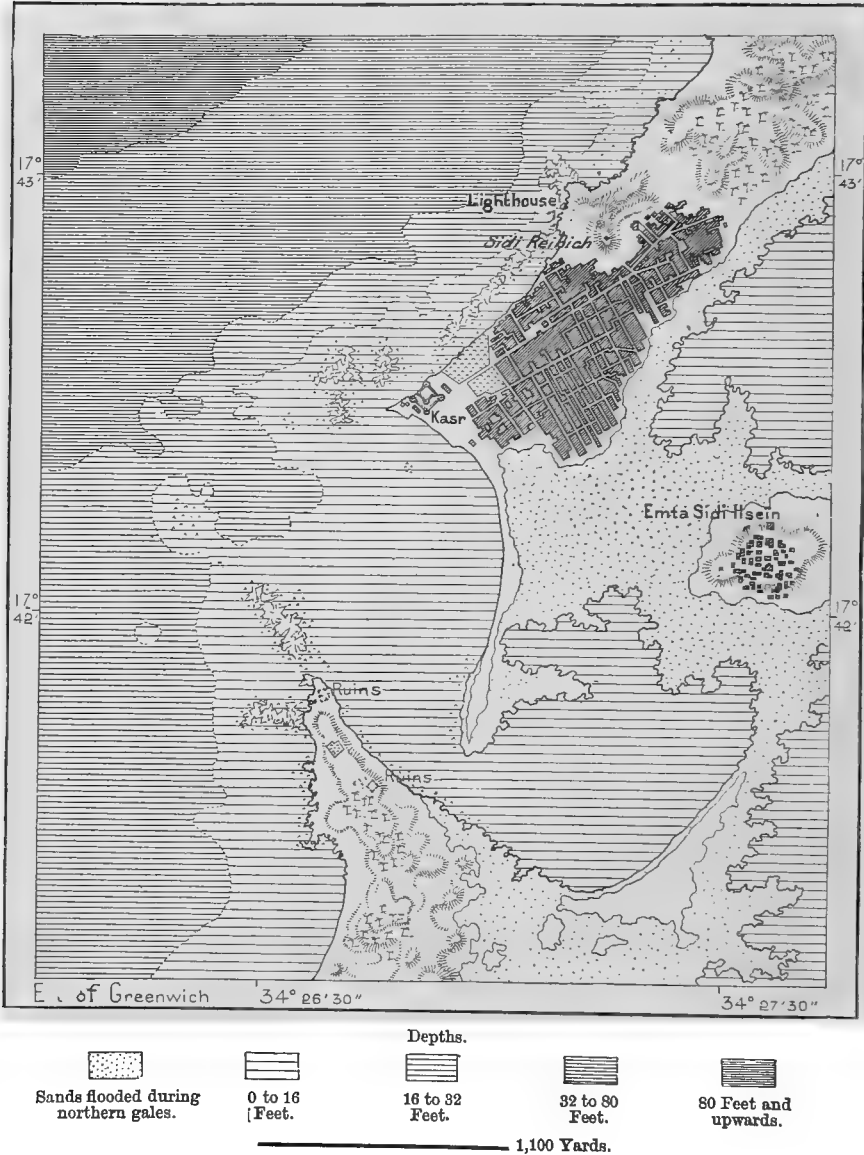 17° 17°
43′ 43′
Lighthouse
Sidi Reibich
Kasr
Emta Sidi Hsein
17° 17°
42′ 42′
Ruins
Ruins
E. of Greenwich 34° 26′30″ 34° 27′30″
Depths.
Sands flooded during
northern gales.
0 to 16
Feet.
16 to 32
Feet.
32 to 80
Feet.
80 Feet and
upwards.
1,100 Yards.